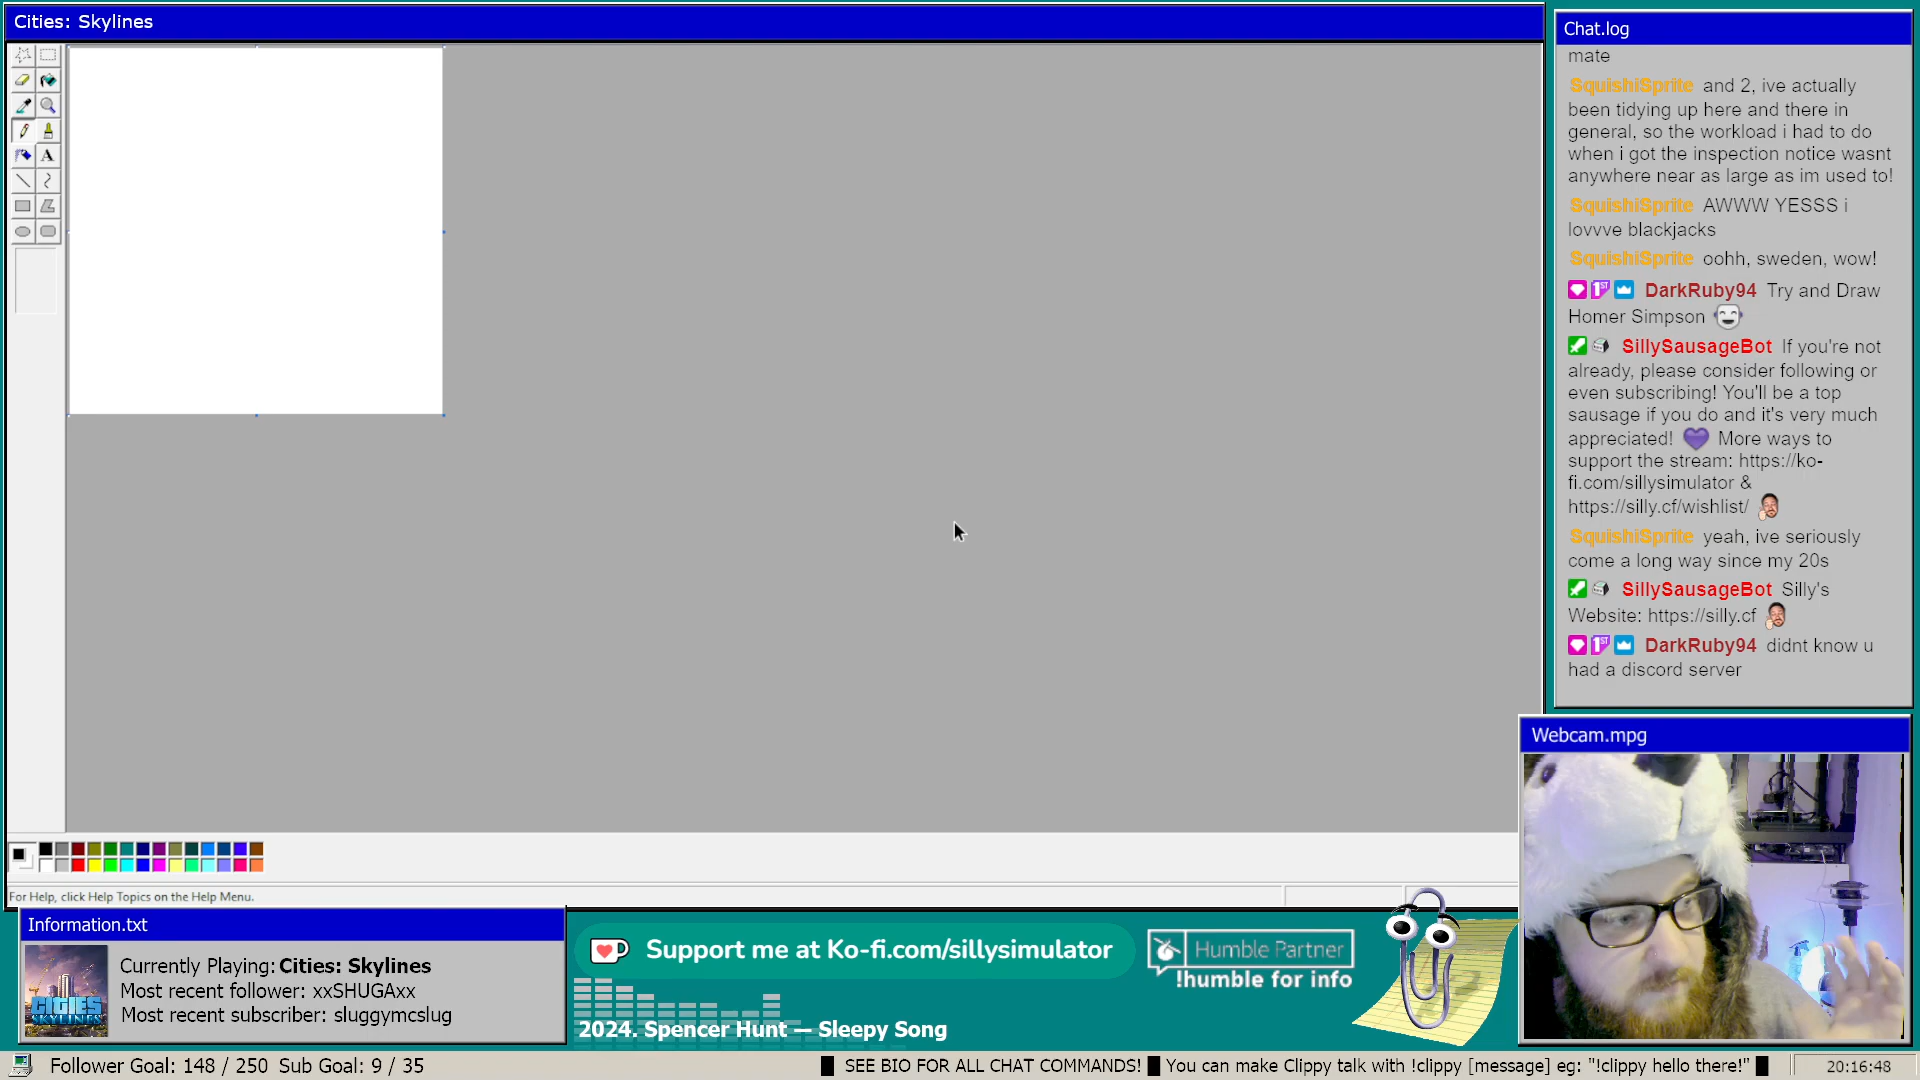 Cities: Skylines
A
For Help, click Help Topics on the Help Menu.
Chat.log
mate
SquishiSprite and 2, ive actually
been tidying up here and there in
general, so the workload i had to do
when i got the inspection notice wasnt
anywhere near as large as im used to!
SquishiSprite AWWW YESSS i
lovvve blackjacks
SquishiSprite oohh, sweden, wow!
1ST DarkRuby94 Try and Draw
Homer Simpson
SillySausageBot If you're not
already, please consider following or
even subscribing! You'll be a top
sausage if you do and it's very much
appreciated! More ways to
support the stream: https://ko-
fi.com/sillysimulator &
https://silly.cf/wishlist/
SquishiSprite yeah, ive seriously
come a long way since my 20s
SillySausageBot Silly's
Website: https://silly.cf
1ST DarkRuby94 didnt know u
had a discord server
Webcam.mpg
Information.txt
CITIES
SKYLINES
Currently Playing: Cities: Skylines
Most recent follower: xxSHUGAxx
Most recent subscriber: sluggymcslug
Support me at Ko-fi.com/sillysimulator
Humble Partner
!humble for info
2024. Spencer Hunt — Sleepy Song
Follower Goal: 148 / 250 Sub Goal: 9 / 35
SEE BIO FOR ALL CHAT COMMANDS! You can make Clippy talk with !clippy [message] eg: "!clippy hello there!"
20:16:48